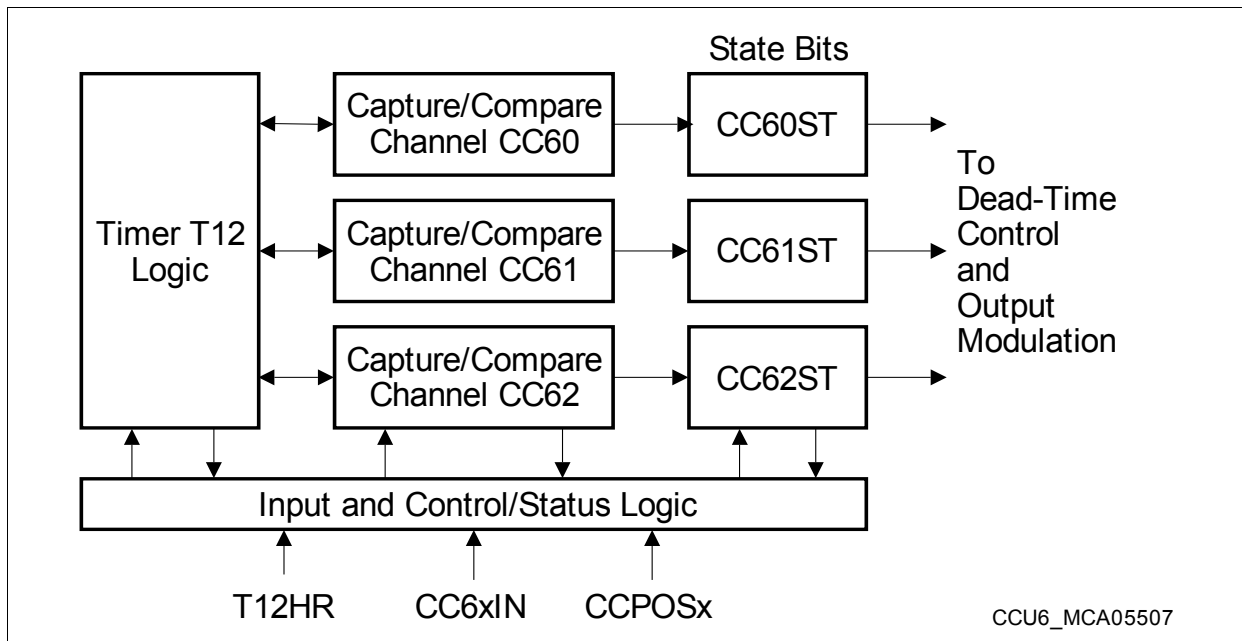 State Bits
Capture/Compare
Channel CC60
CC60ST
Timer T12
Logic
Capture/Compare
Channel CC61
CC61ST
Capture/Compare
Channel CC62
CC62ST
To
Dead-Time
Control
and
Output
Modulation
Input and Control/Status Logic
T12HR
CC6xIN
CCPOSx
CCU6_MCA05507